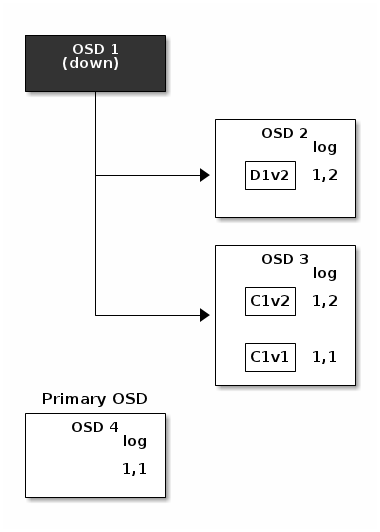 OSD 1
(down)
OSD 2
log
D1v2 1,2
OSD 3
log
C1v2 1,2
C1v1 1,1
Primary OSD
OSD 4
log
1,1